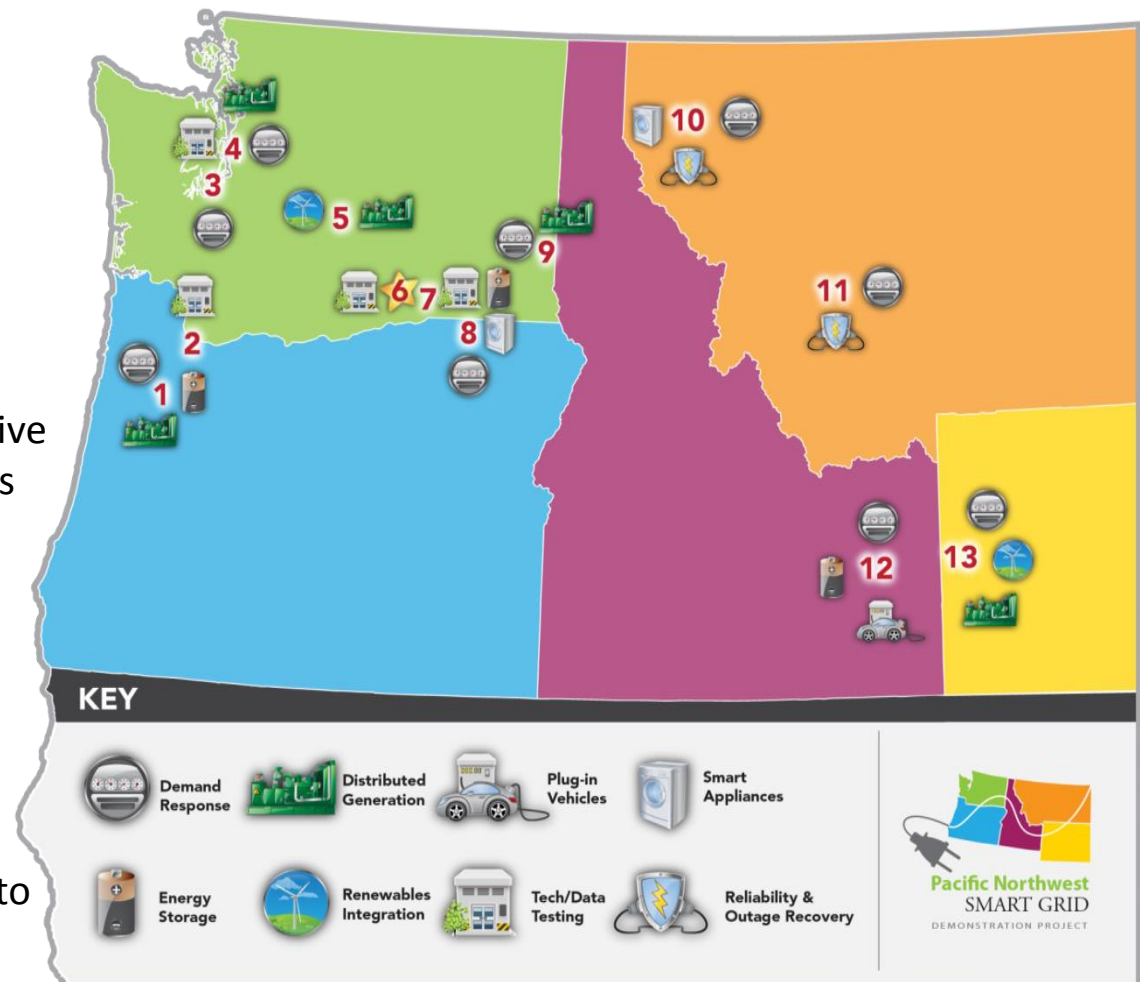 4
3
5
9
10
6
7
8
2
1
11
12
13
ive
s
to
KEY
Demand
Response
Distributed
Generation
Plug-in
Vehicles
Smart
Appliances
Energy
Storage
Renewables
Integration
Tech/Data
Testing
Reliability &
Outage Recovery
Pacific Northwest
SMART GRID
DEMONSTRATION PROJECT